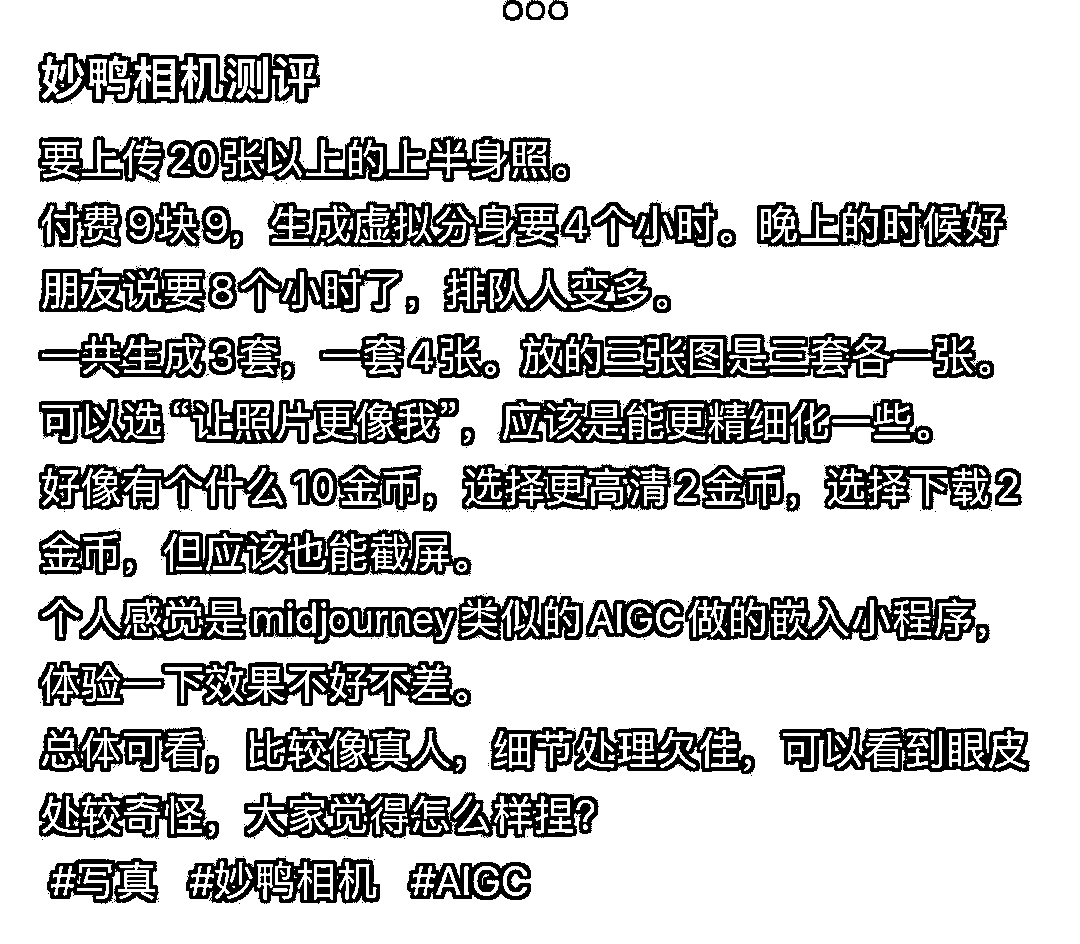 妙鸭相机测评
要上传20张以上的上半身照。
付费9块9，生成虚拟分身要4个小时。晚上的时候好
朋友说要8个小时了，排队人变多。
一共生成3套，一套4张。放的三张图是三套各一张。
可以选“让照片更像我”，应该是能更精细化一些。
好像有个什么10金币，选择更高清2金币，选择下载2
金币，但应该也能截屏。
个人感觉是midjourney类似的AIGC做的嵌入小程序，
体验一下效果不好不差。
总体可看，比较像真人，细节处理欠佳，可以看到眼皮
处较奇怪，大家觉得怎么样捏？
#写真 #妙鸭相机 #AIGC